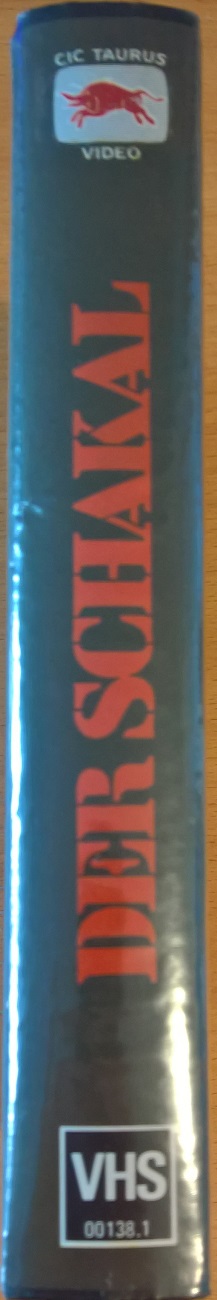 CIC TAURUS
VIDEO
DER SCHAKAL
VHS
00138.1